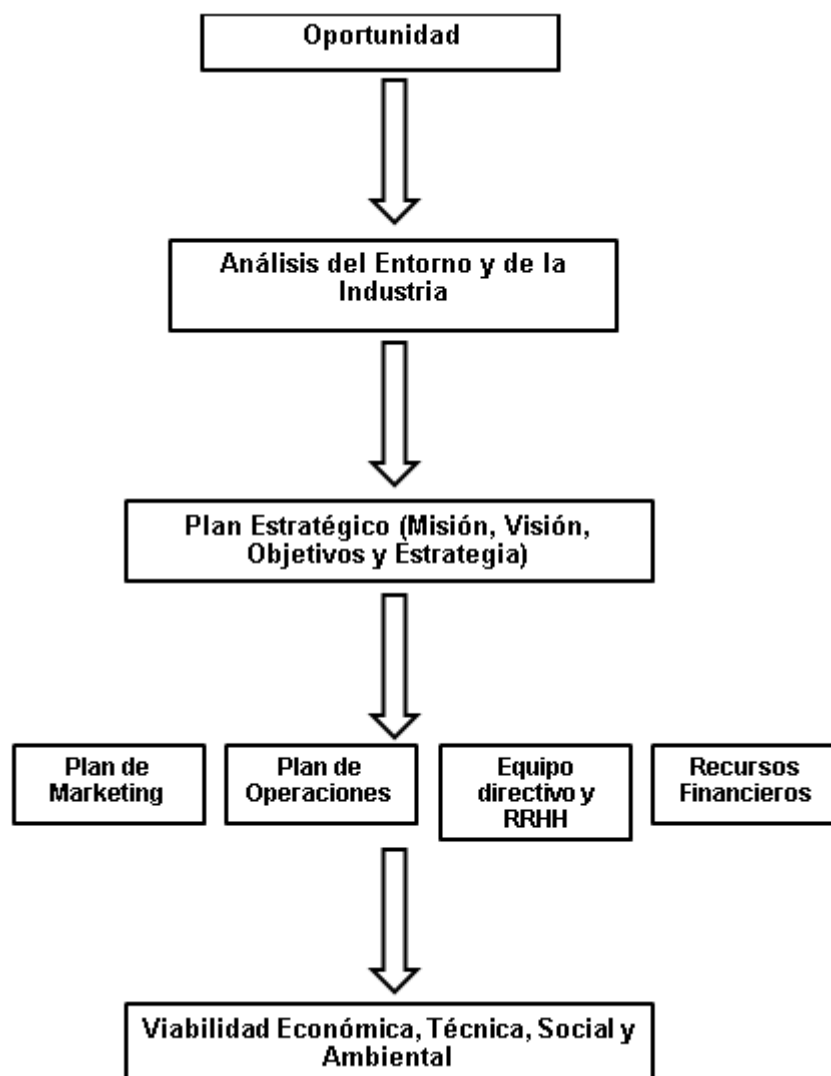 Oportunidad
Análisis del Entorno y de la
Industria
Plan Estratégico (Misión, Visión,
Objetivos y Estrategia)
Plan de
Marketing
Plan de
Operaciones
Equipo
directivo y
RRHH
Recursos
Financieros
Viabilidad Económica, Técnica, Social y
Ambiental